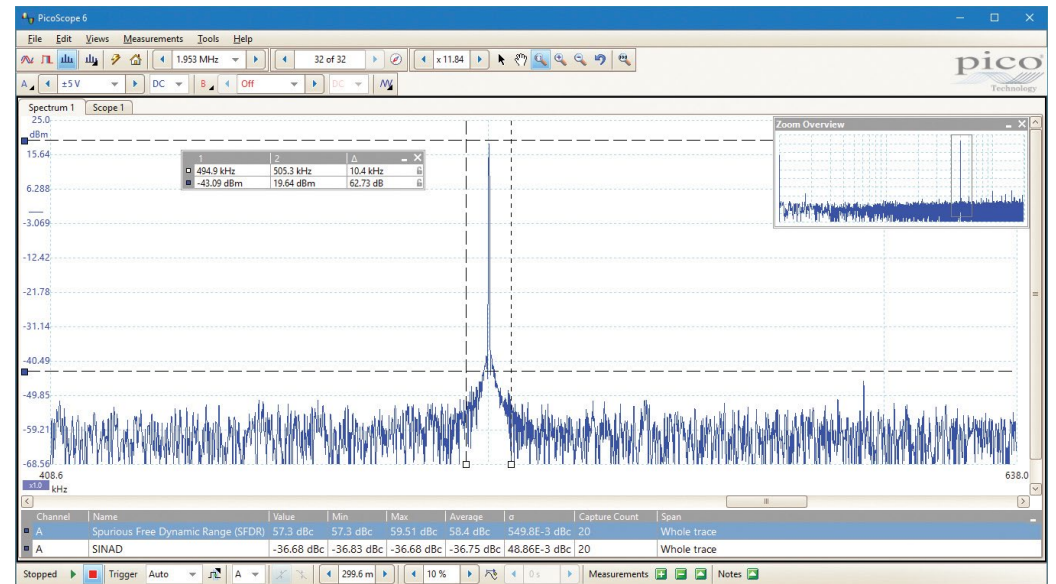 PicoScope 6
File Edit Views Measurements Tools Help
1.953 MHz 32 of 32 x 11.84
pico
Technology
A ±5 V DC B Off DC
Spectrum 1 Scope 1
25.0
dBm
15.64
6.288
-3.069
-12.42
-21.78
-31.14
-40.49
-49.85
-59.21
-68.56
1 2 Δ
494.9 kHz 505.3 kHz 10.4 kHz
-43.09 dBm 19.64 dBm 62.73 dB
Zoom Overview
408.6 638.0
x1.0 kHz
Channel Name Value Min Max Average σ Capture Count Span
A Spurious Free Dynamic Range (SFDR) 57.3 dBc 57.3 dBc 59.51 dBc 58.4 dBc 549.8E-3 dBc 20 Whole trace
A SINAD -36.68 dBc -36.83 dBc -36.68 dBc -36.75 dBc 48.86E-3 dBc 20 Whole trace
Stopped Trigger Auto A 299.6 m 10 % 0 s Measurements Notes